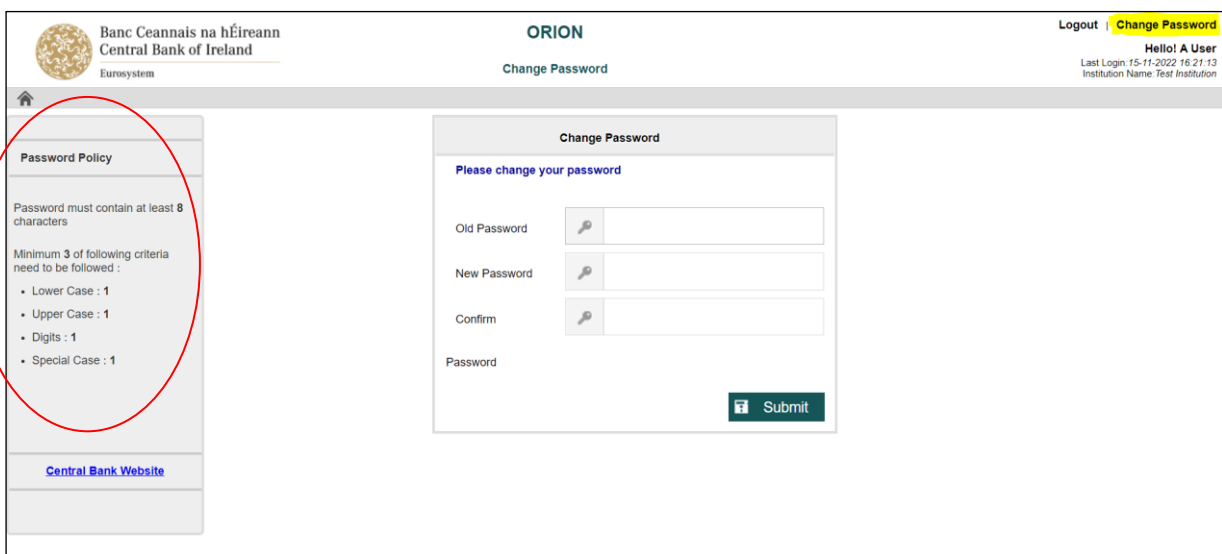 Banc Ceannais na hÉireann
Central Bank of Ireland
Eurosystem
ORION
Change Password
Logout | Change Password
Hello! A User
Last Login:15-11-2022 16:21:13
Institution Name:Test Institution
Password Policy
Password must contain at least 8
characters
Minimum 3 of following criteria
need to be followed :
• Lower Case : 1
• Upper Case : 1
• Digits : 1
• Special Case : 1
Central Bank Website
Change Password
Please change your password
Old Password
New Password
Confirm
Password
Submit